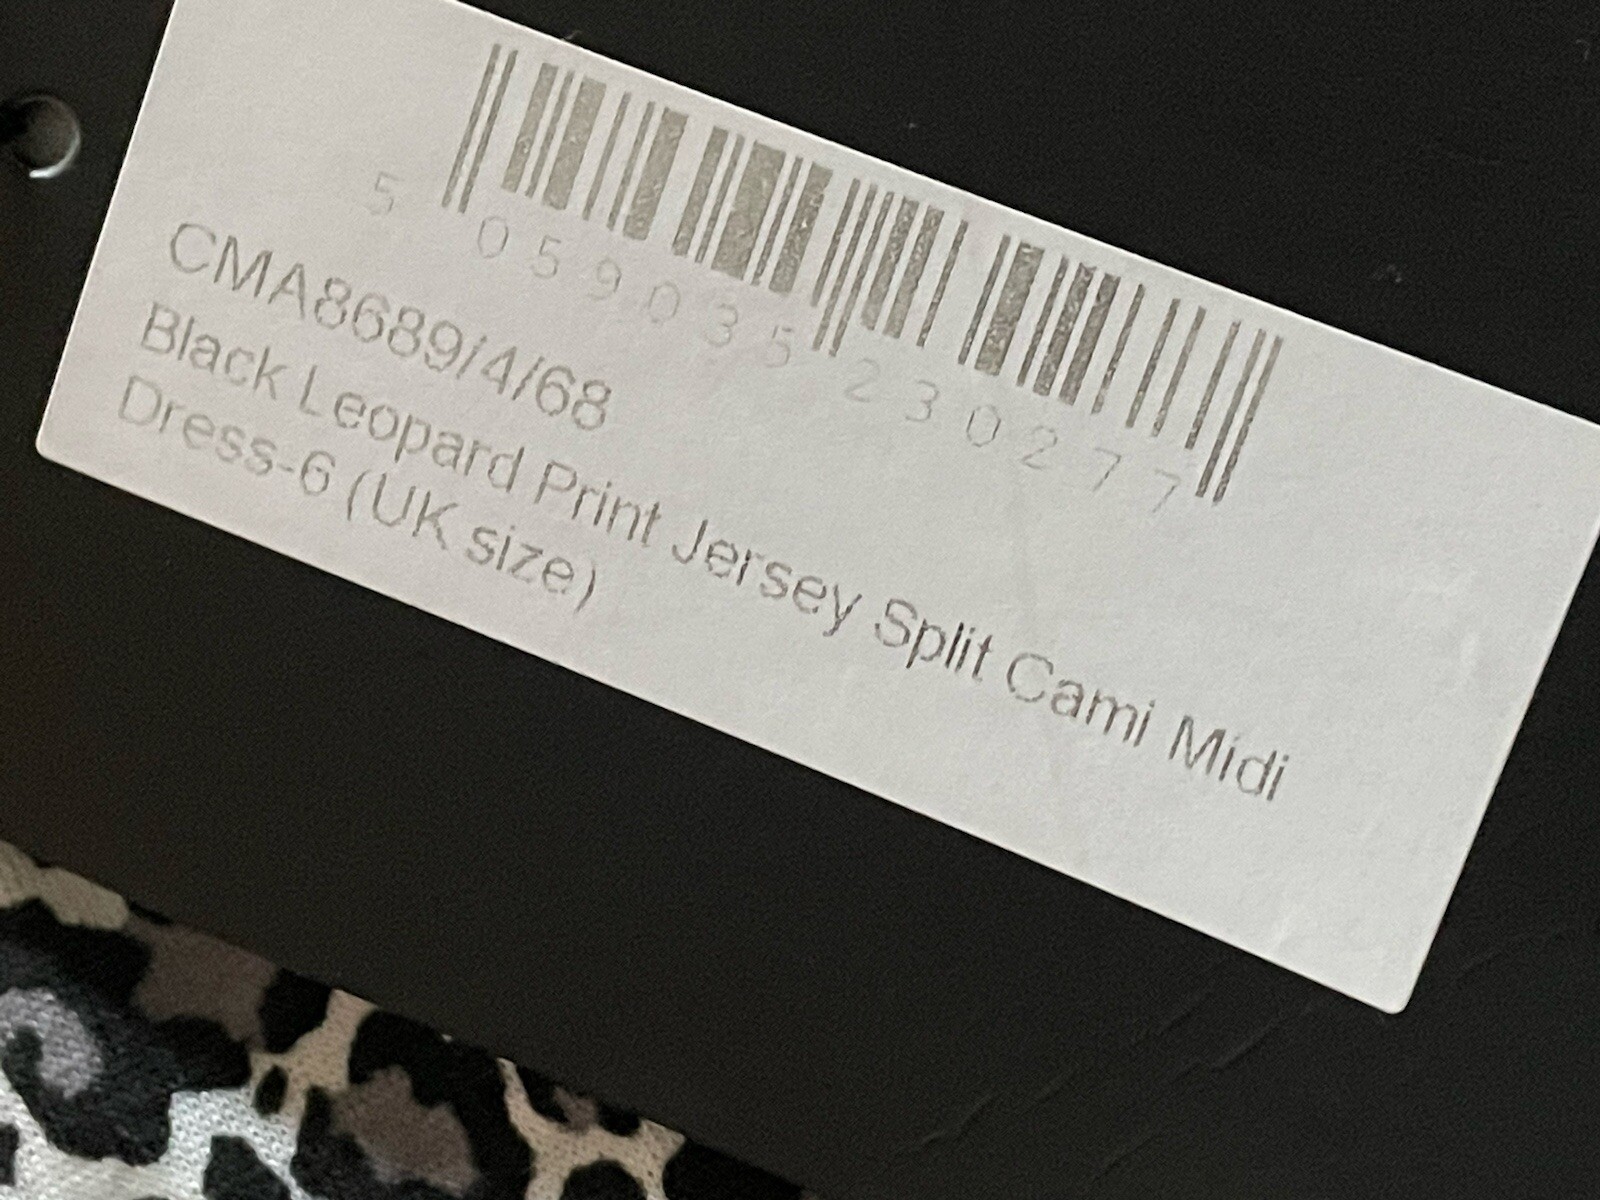 5 059035 230277
CMA8689/4/68
Black Leopard Print Jersey Split Cami Midi
Dress-6 (UK size)